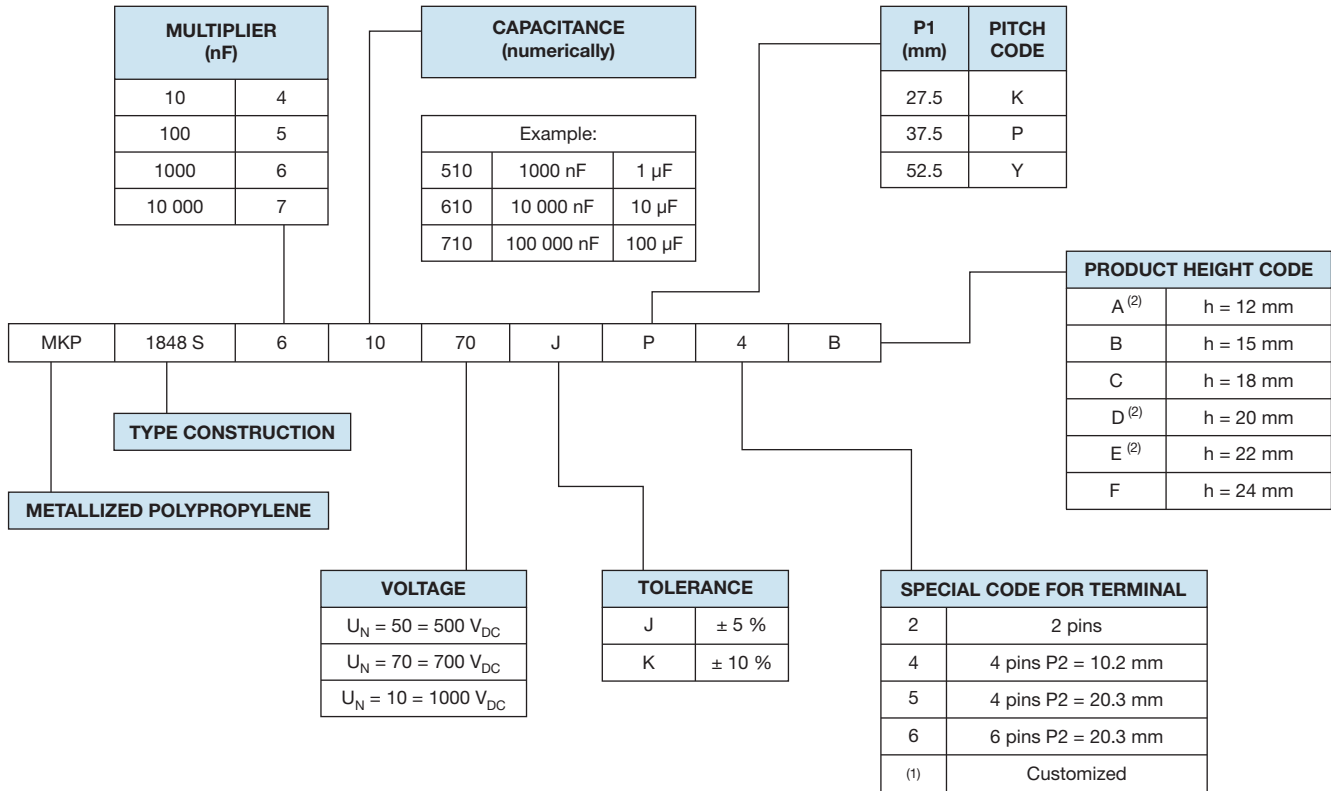 MULTIPLIER
(nF)
10 4
100 5
1000 6
10 000 7
CAPACITANCE
(numerically)
Example:
510 1000 nF 1 µF
610 10 000 nF 10 µF
710 100 000 nF 100 µF
P1
(mm)
PITCH
CODE
27.5 K
37.5 P
52.5 Y
PRODUCT HEIGHT CODE
A (2) h = 12 mm
B h = 15 mm
C h = 18 mm
D (2) h = 20 mm
E (2) h = 22 mm
F h = 24 mm
MKP 1848 S 6 10 70 J P 4 B
TYPE CONSTRUCTION
METALLIZED POLYPROPYLENE
VOLTAGE
UN = 50 = 500 VDC
UN = 70 = 700 VDC
UN = 10 = 1000 VDC
TOLERANCE
J ± 5 %
K ± 10 %
SPECIAL CODE FOR TERMINAL
2 2 pins
4 4 pins P2 = 10.2 mm
5 4 pins P2 = 20.3 mm
6 6 pins P2 = 20.3 mm
(1) Customized